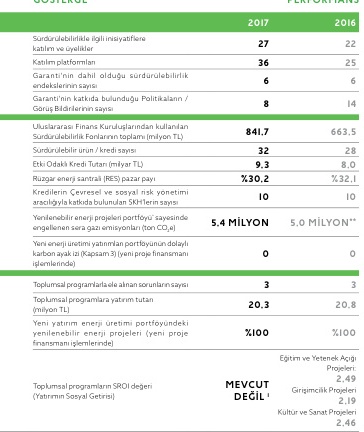 GÖSTERGE PERFORMANS
2017 2016
Sürdürülebilirlikle ilgili inisiyatiflere
katılım ve üyelikler 27 22
Katılım platformları 36 25
Garanti'nin dahil olduğu sürdürülebilirlik
endekslerinin sayısı 6 6
Garanti'nin katkıda bulunduğu Politikaların /
Görüş Bildirilerinin sayısı 8 14
Uluslararası Finans Kuruluşlarından kullanılan
Sürdürülebilirlik Fonlarının toplamı (milyon TL) 841,7 663,5
Sürdürülebilir ürün / kredi sayısı 32 28
Etki Odaklı Kredi Tutarı (milyar TL) 9,3 8,0
Rüzgar enerji santrali (RES) pazar payı %30,2 %32,1
Kredilerin Çevresel ve sosyal risk yönetimi
aracılığıyla katkıda bulunulan SKH'lerin sayısı 10 10
Yenilenebilir enerji projeleri portföyü* sayesinde
engellenen sera gazı emisyonları (ton CO₂e) 5,4 MİLYON 5,0 MİLYON**
Yeni enerji üretimi yatırımları portföyünün dolaylı
karbon ayak izi (Kapsam 3) (yeni proje finansmanı
işlemlerinde) 0 0
Toplumsal programlarla ele alınan sorunların sayısı 3 3
Toplumsal programlara yatırım tutarı
(milyon TL) 20,3 20,8
Yeni yatırım enerji üretimi portföyündeki
yenilenebilir enerji projeleri (yeni proje
finansmanı işlemlerinde) %100 %100
Toplumsal programların SROI değeri
(Yatırımın Sosyal Getirisi)
MEVCUT
DEĞİL ¹
Eğitim ve Yetenek Açığı
Projeleri:
2,49
Girişimcilik Projeleri
2,19
Kültür ve Sanat Projeleri
2,46